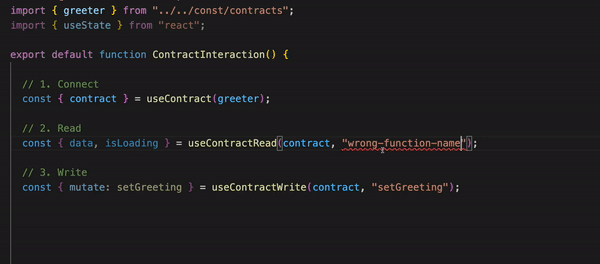 import { greeter } from "../../const/contracts";
import { useState } from "react";
export default function ContractInteraction() {
// 1. Connect
const { contract } = useContract(greeter);
// 2. Read
const { data, isLoading } = useContractRead(contract, "wrong-function-name");
// 3. Write
const { mutate: setGreeting } = useContractWrite(contract, "setGreeting");